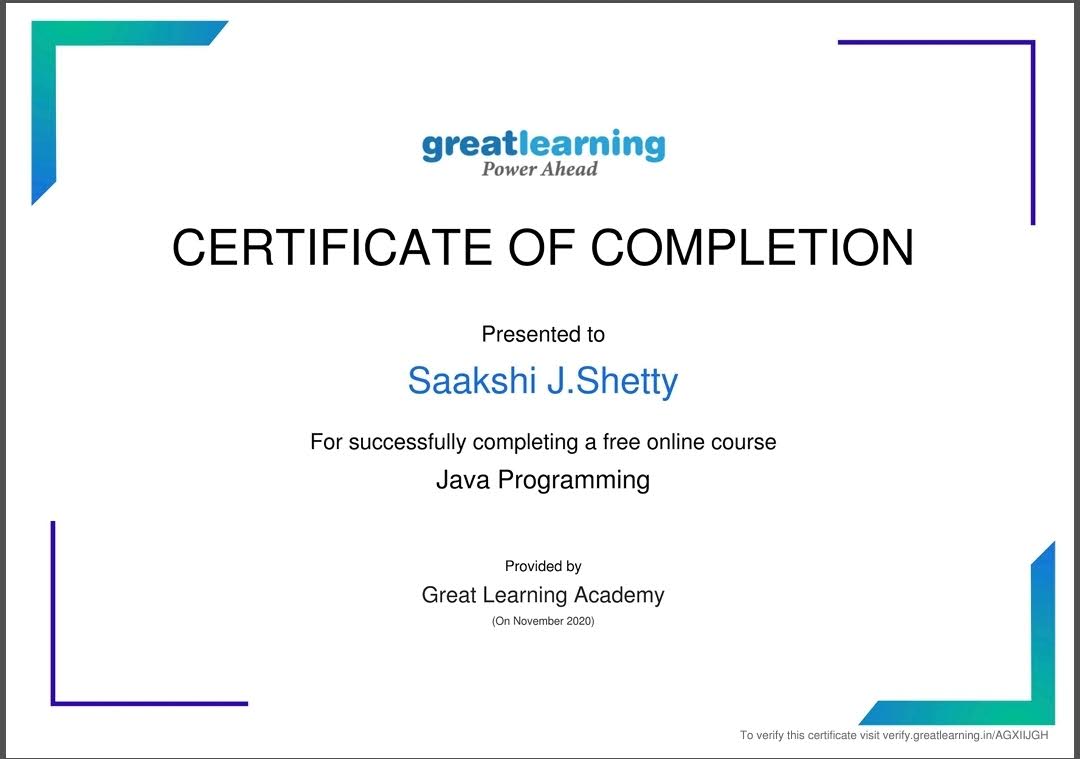 greatlearning
Power Ahead
CERTIFICATE OF COMPLETION
Presented to
Saakshi J.Shetty
For successfully completing a free online course
Java Programming
Provided by
Great Learning Academy
(On November 2020)
To verify this certificate visit verify.greatlearning.in/AGXIIJGH